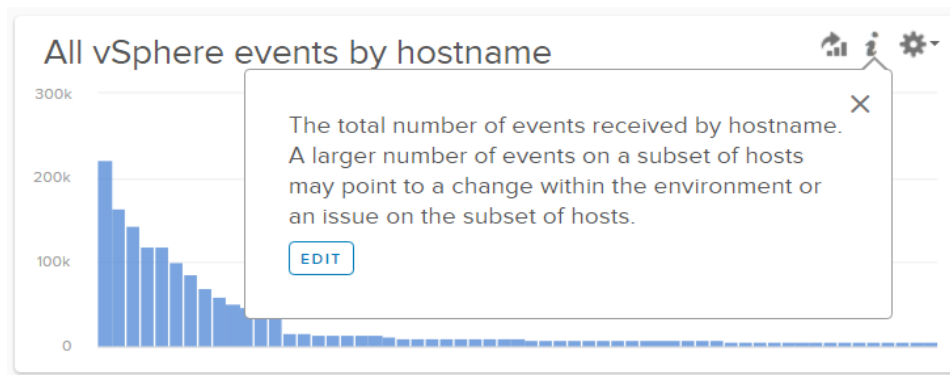 All vSphere events by hostname
300k
The total number of events received by hostname.
A larger number of events on a subset of hosts
200k
may point to a change within the environment or
an issue on the subset of hosts.
100k
EDIT
0